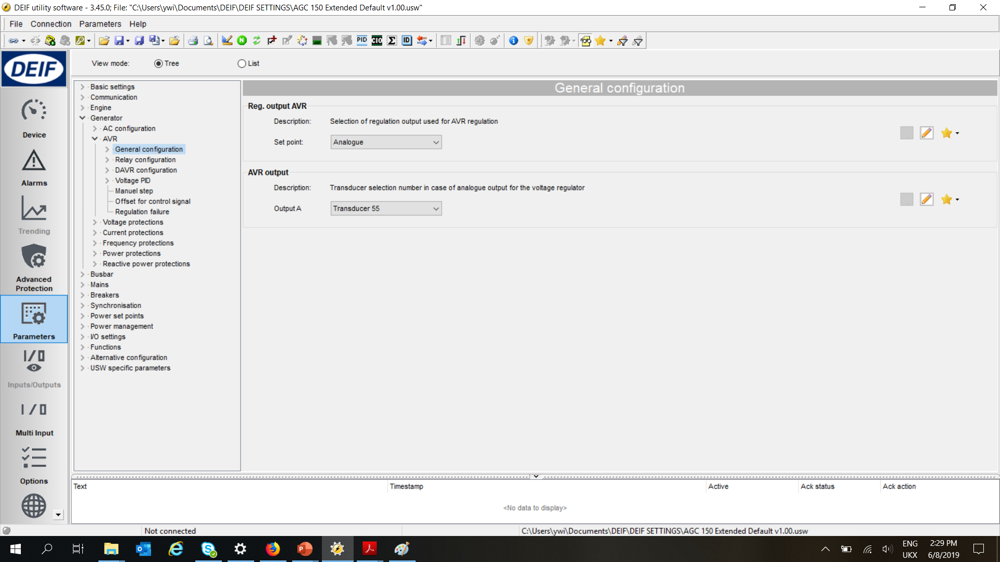 DEIF utility software - 3.45.0; File: "C:\Users\ywi\Documents\DEIF\DEIF SETTINGS\AGC 150 Extended Default v1.00.usw"
File Connection Parameters Help
PID CIO Σ ID
DEIF
View mode: Tree List
Device
Alarms
Trending
Advanced
Protection
Parameters
I/O
Inputs/Outputs
I/O
Multi Input
Options
Basic settings
Communication
Engine
Generator
AC configuration
AVR
General configuration
Relay configuration
DAVR configuration
Voltage PID
Manuel step
Offset for control signal
Regulation failure
Voltage protections
Current protections
Frequency protections
Power protections
Reactive power protections
Busbar
Mains
Breakers
Synchronisation
Power set points
Power management
I/O settings
Functions
Alternative configuration
USW specific parameters
General configuration
Reg. output AVR
Description: Selection of regulation output used for AVR regulation
Set point: Analogue
AVR output
Description: Transducer selection number in case of analogue output for the voltage regulator
Output A Transducer 55
Text Timestamp Active Ack status Ack action
<No data to display>
Not connected C:\Users\ywi\Documents\DEIF\DEIF SETTINGS\AGC 150 Extended Default v1.00.usw
ENG 2:29 PM
UKX 6/8/2019